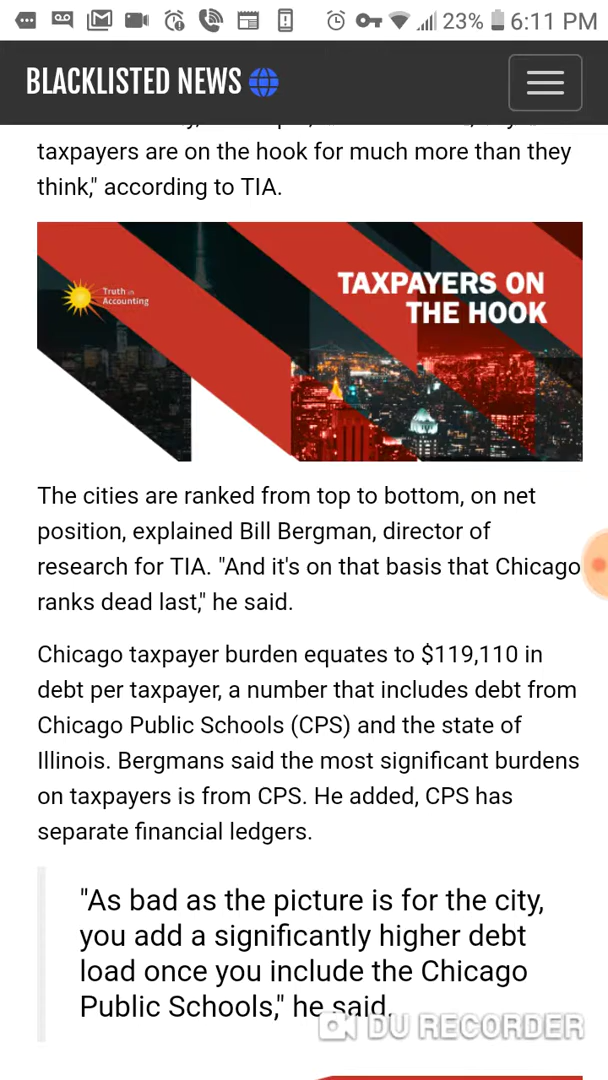 23% 6:11 PM
BLACKLISTED NEWS
taxpayers are on the hook for much more than they
think," according to TIA.
Truth in
Accounting
TAXPAYERS ON
THE HOOK
The cities are ranked from top to bottom, on net
position, explained Bill Bergman, director of
research for TIA. "And it's on that basis that Chicago
ranks dead last," he said.
Chicago taxpayer burden equates to $119,110 in
debt per taxpayer, a number that includes debt from
Chicago Public Schools (CPS) and the state of
Illinois. Bergmans said the most significant burdens
on taxpayers is from CPS. He added, CPS has
separate financial ledgers.
"As bad as the picture is for the city,
you add a significantly higher debt
load once you include the Chicago
Public Schools," he said.
DU RECORDER